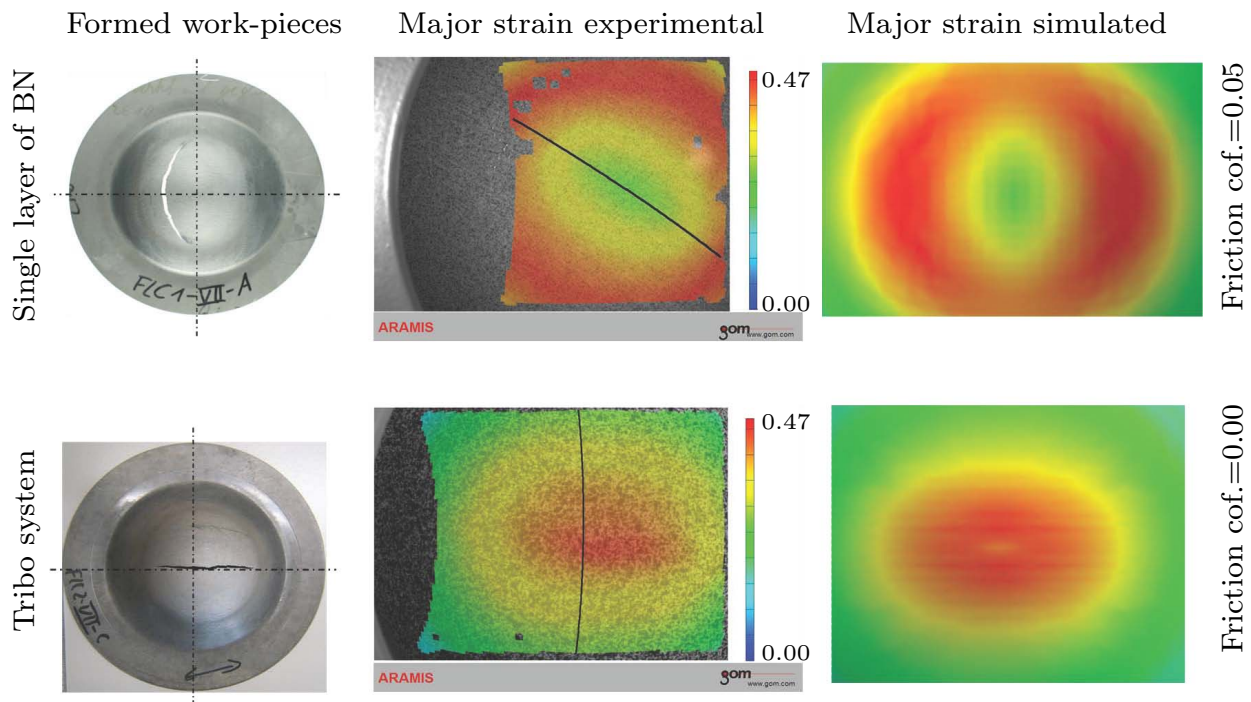 Formed work-pieces
Major strain experimental
Major strain simulated
Single layer of BN
FLC1-VII-A
0.47
0.00
ARAMIS
gom
www.gom.com
Friction cof.=0.05
Tribo system
FLC2-VII-C
0.47
0.00
ARAMIS
gom
www.gom.com
Friction cof.=0.00